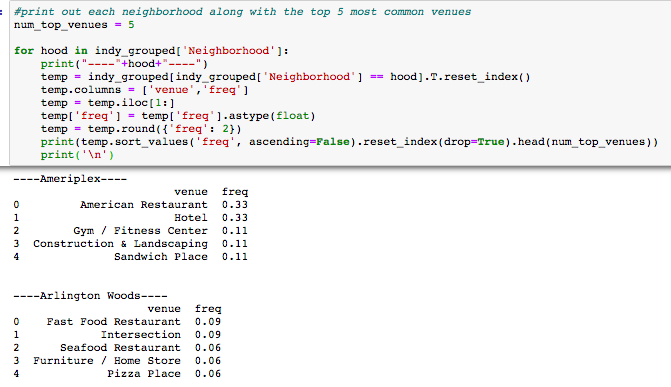 #print out each neighborhood along with the top 5 most common venues
num_top_venues = 5
for hood in indy_grouped['Neighborhood']:
print("----"+hood+"----")
temp = indy_grouped[indy_grouped['Neighborhood'] == hood].T.reset_index()
temp.columns = ['venue','freq']
temp = temp.iloc[1:]
temp['freq'] = temp['freq'].astype(float)
temp = temp.round({'freq': 2})
print(temp.sort_values('freq', ascending=False).reset_index(drop=True).head(num_top_venues))
print('\n')
----Ameriplex----
venue freq
0 American Restaurant 0.33
1 Hotel 0.33
2 Gym / Fitness Center 0.11
3 Construction & Landscaping 0.11
4 Sandwich Place 0.11
----Arlington Woods----
venue freq
0 Fast Food Restaurant 0.09
1 Intersection 0.09
2 Seafood Restaurant 0.06
3 Furniture / Home Store 0.06
4 Pizza Place 0.06